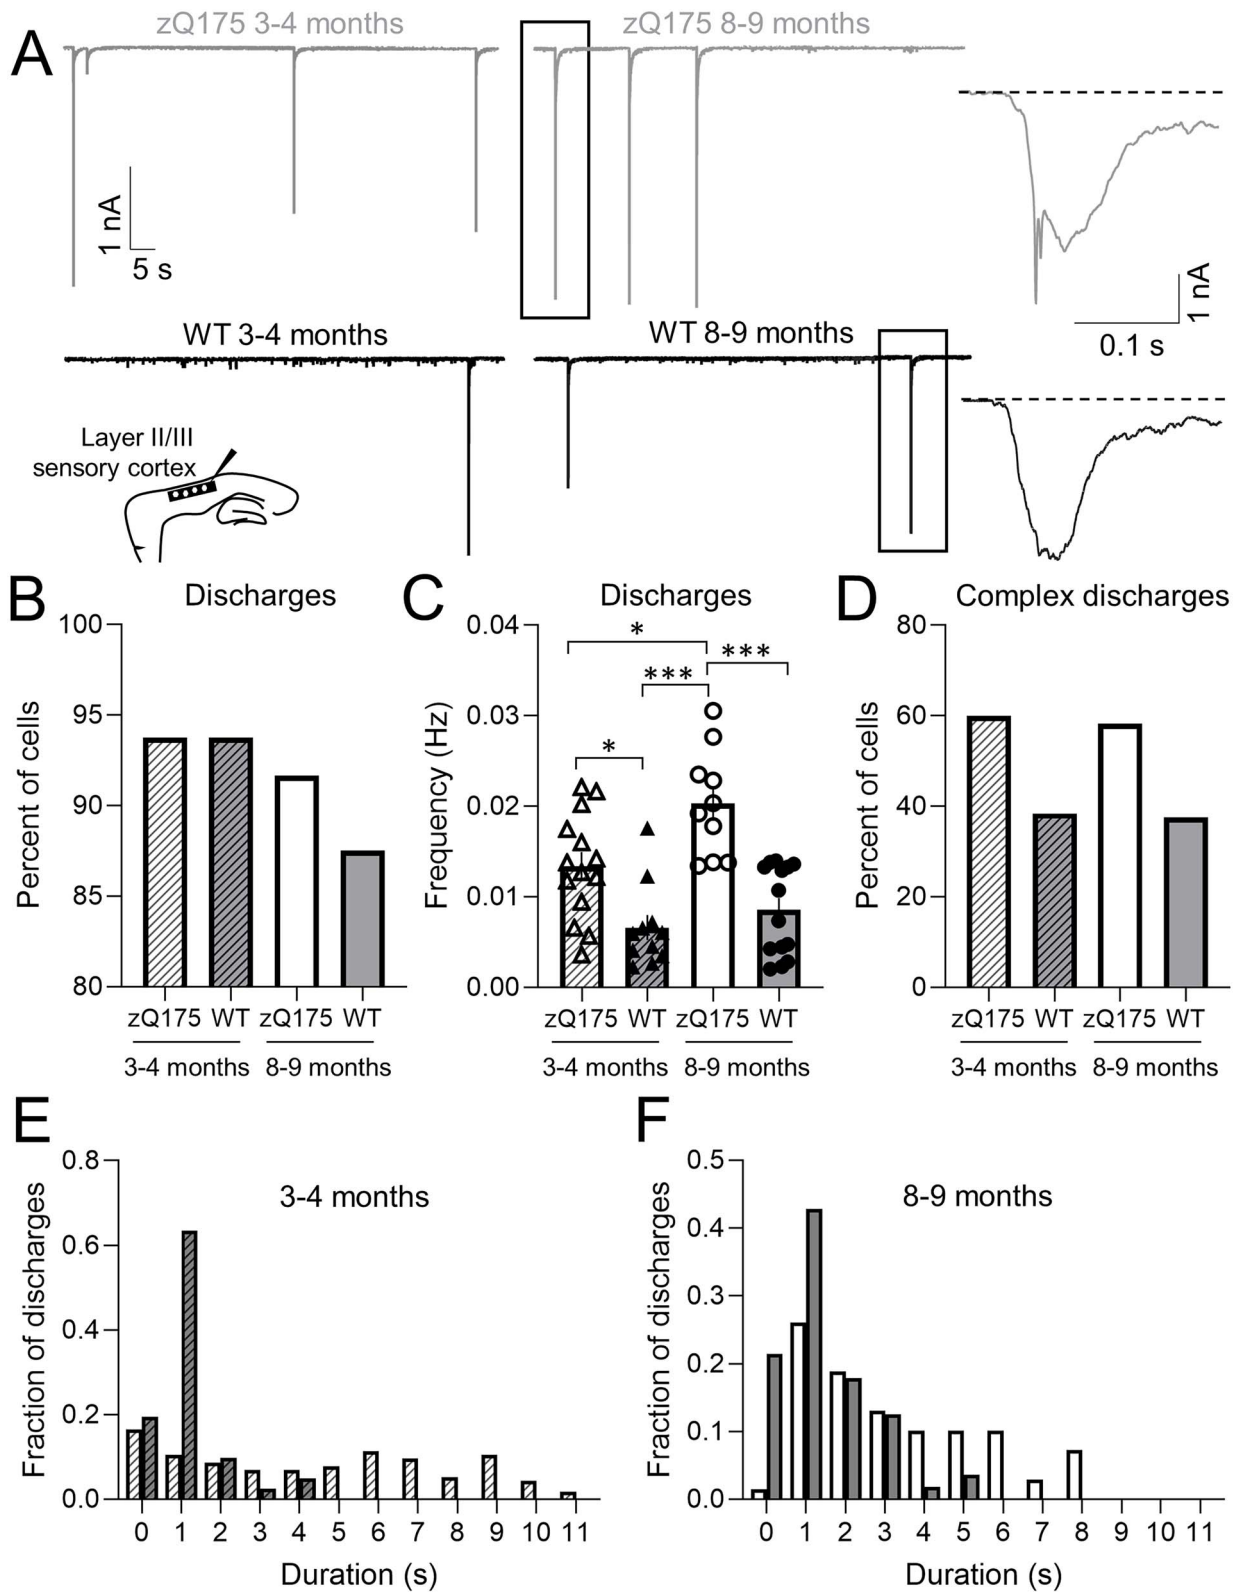 A
zQ175 3-4 months
zQ175 8-9 months
1 nA
5 s
1 nA
0.1 s
WT 3-4 months
WT 8-9 months
Layer II/III
sensory cortex
B
Discharges
Percent of cells
100
95
90
85
80
zQ175 WT zQ175 WT
3-4 months 8-9 months
C
Discharges
Frequency (Hz)
0.04
0.03
0.02
0.01
0.00
*
***
***
*
zQ175 WT zQ175 WT
3-4 months 8-9 months
D
Complex discharges
Percent of cells
80
60
40
20
0
zQ175 WT zQ175 WT
3-4 months 8-9 months
E
3-4 months
Fraction of discharges
0.8
0.6
0.4
0.2
0.0
0 1 2 3 4 5 6 7 8 9 10 11
Duration (s)
F
8-9 months
Fraction of discharges
0.5
0.4
0.3
0.2
0.1
0.0
0 1 2 3 4 5 6 7 8 9 10 11
Duration (s)